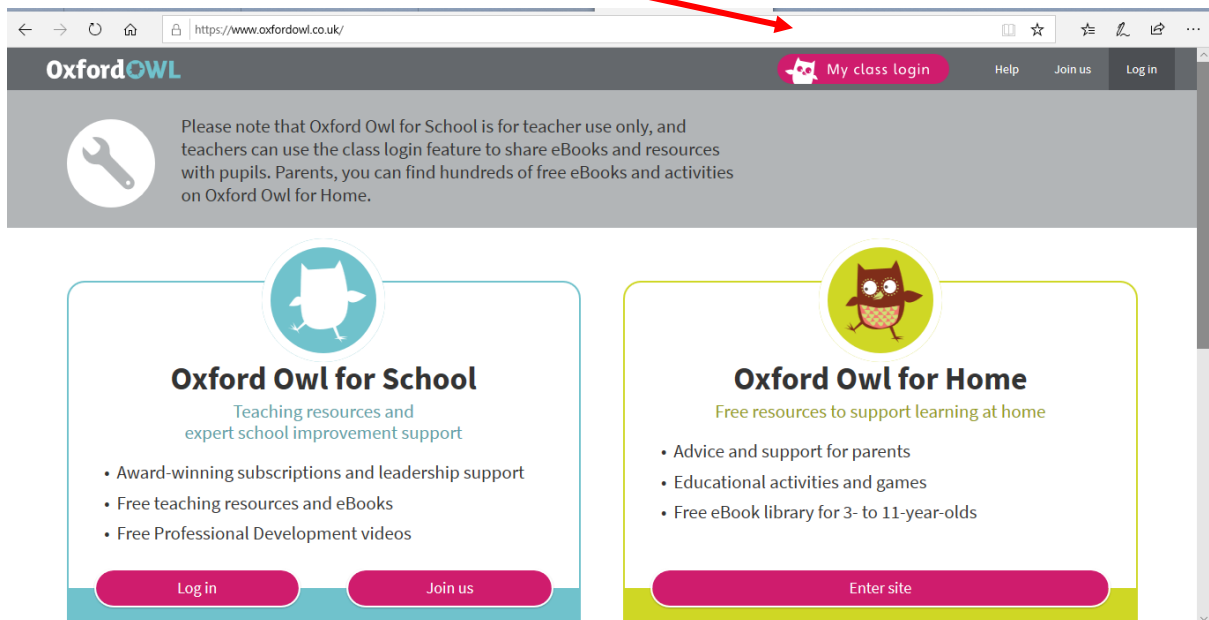 https://www.oxfordowl.co.uk/
OxfordOWL
My class login
Help
Join us
Log in
Please note that Oxford Owl for School is for teacher use only, and
teachers can use the class login feature to share eBooks and resources
with pupils. Parents, you can find hundreds of free eBooks and activities
on Oxford Owl for Home.
Oxford Owl for School
Teaching resources and
expert school improvement support
• Award-winning subscriptions and leadership support
• Free teaching resources and eBooks
• Free Professional Development videos
Log in
Join us
Oxford Owl for Home
Free resources to support learning at home
• Advice and support for parents
• Educational activities and games
• Free eBook library for 3- to 11-year-olds
Enter site